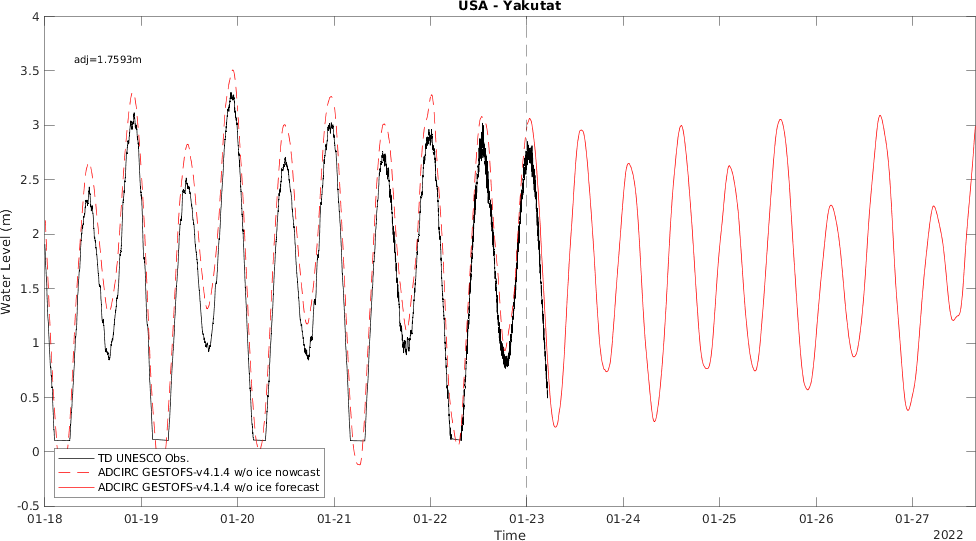 USA - Yakutat
adj=1.7593m
Water Level (m)
4
3.5
3
2.5
2
1.5
1
0.5
0
-0.5
TD UNESCO Obs.
ADCIRC GESTOFS-v4.1.4 w/o ice nowcast
ADCIRC GESTOFS-v4.1.4 w/o ice forecast
01-18 01-19 01-20 01-21 01-22 01-23 01-24 01-25 01-26 01-27
Time
2022